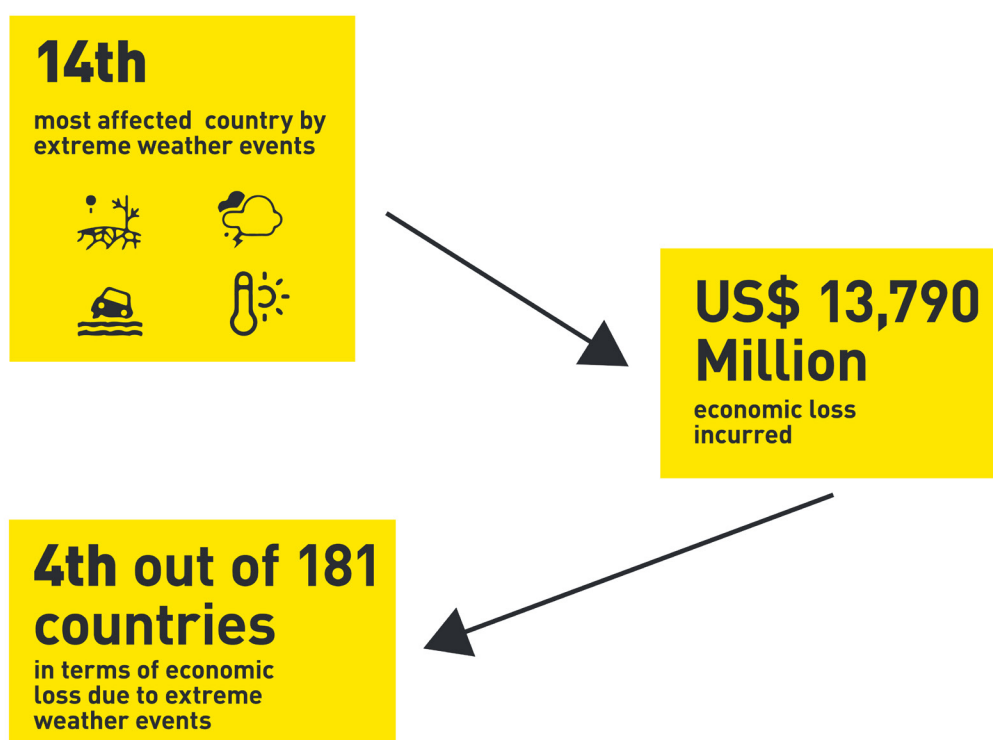 14th
most affected country by
extreme weather events
US$ 13,790
Million
economic loss
incurred
4th out of 181
countries
in terms of economic
loss due to extreme
weather events